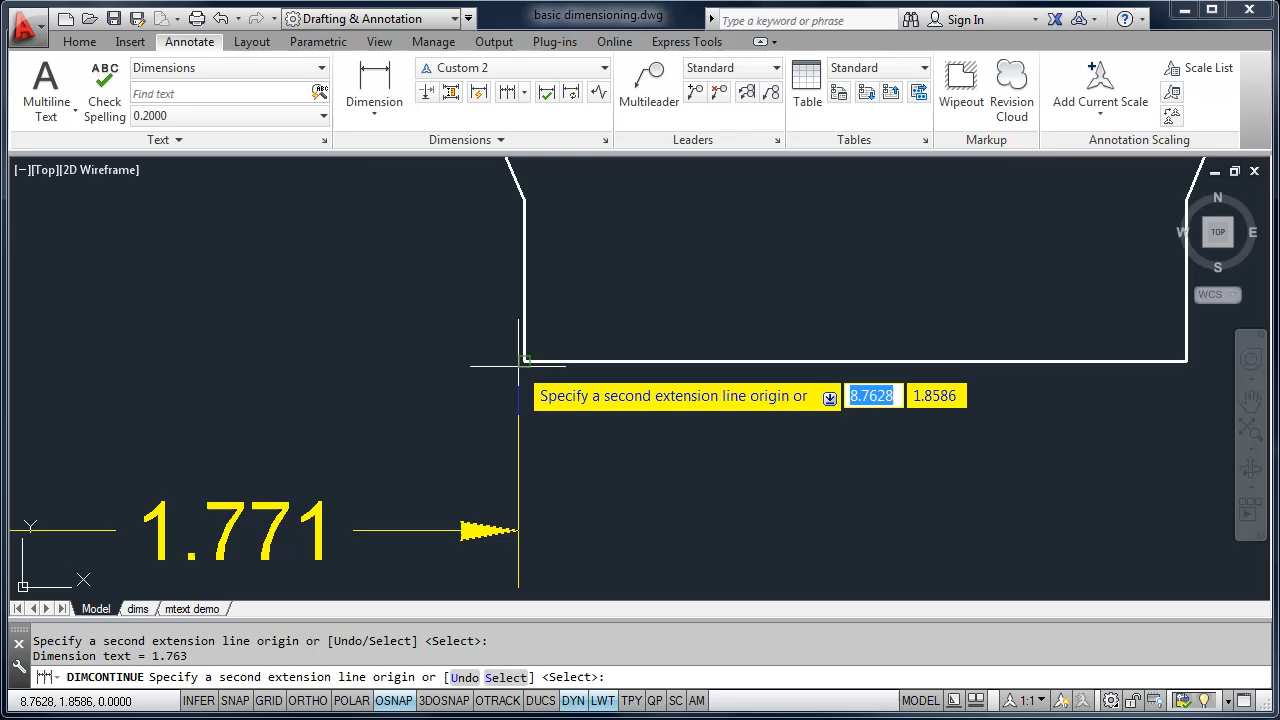 Drafting & Annotation
basic dimensioning.dwg
Type a keyword or phrase
Sign In
Home Insert Annotate Layout Parametric View Manage Output Plug-ins Online Express Tools
A
Multiline
Text
ABC
Check
Spelling
Dimensions
Find text
0.2000
Text
Dimension
Custom 2
Dimensions
Multileader
Standard
Leaders
Table
Standard
Tables
Wipeout
Revision
Cloud
Markup
Add Current Scale
Scale List
Annotation Scaling
[−][Top][2D Wireframe]
N
W TOP E
S
WCS
Specify a second extension line origin or 8.7628 1.8586
1.771
Y
X
Model dims mtext demo
Specify a second extension line origin or [Undo/Select] <Select>:
Dimension text = 1.763
DIMCONTINUE Specify a second extension line origin or [Undo Select] <Select>:
8.7628, 1.8586, 0.0000 INFER SNAP GRID ORTHO POLAR OSNAP 3DOSNAP OTRACK DUCS DYN LWT TPY QP SC AM MODEL 1:1